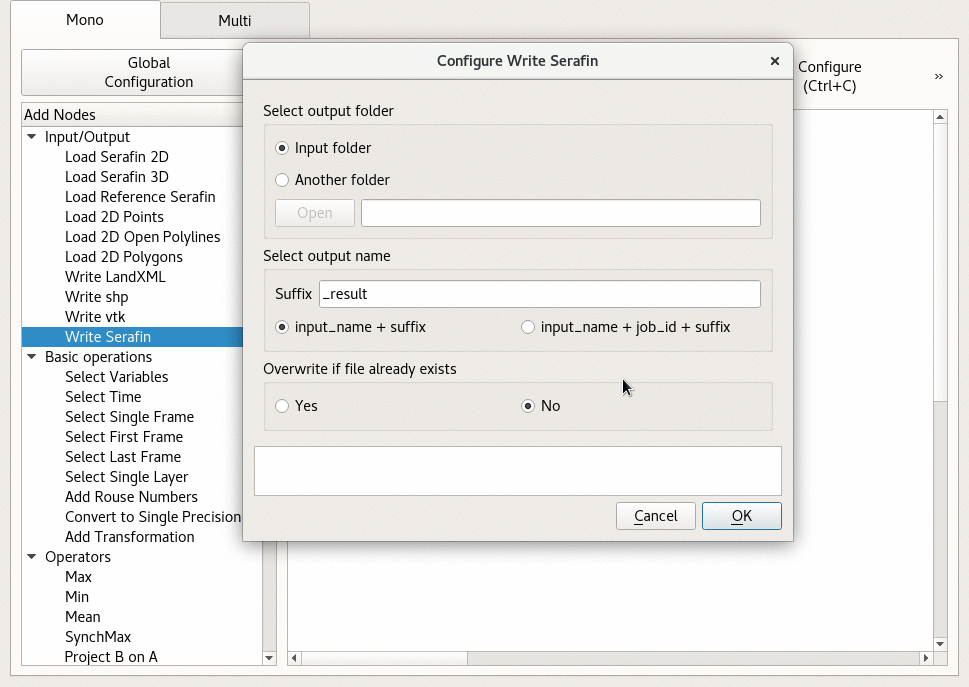 Mono
Multi
Global
Configuration
Configure
(Ctrl+C)
»
Add Nodes
Input/Output
Load Serafin 2D
Load Serafin 3D
Load Reference Serafin
Load 2D Points
Load 2D Open Polylines
Load 2D Polygons
Write LandXML
Write shp
Write vtk
Write Serafin
Basic operations
Select Variables
Select Time
Select Single Frame
Select First Frame
Select Last Frame
Select Single Layer
Add Rouse Numbers
Convert to Single Precision
Add Transformation
Operators
Max
Min
Mean
SynchMax
Project B on A
Configure Write Serafin
Select output folder
Input folder
Another folder
Open
Select output name
Suffix _result
input_name + suffix
input_name + job_id + suffix
Overwrite if file already exists
Yes
No
Cancel
OK